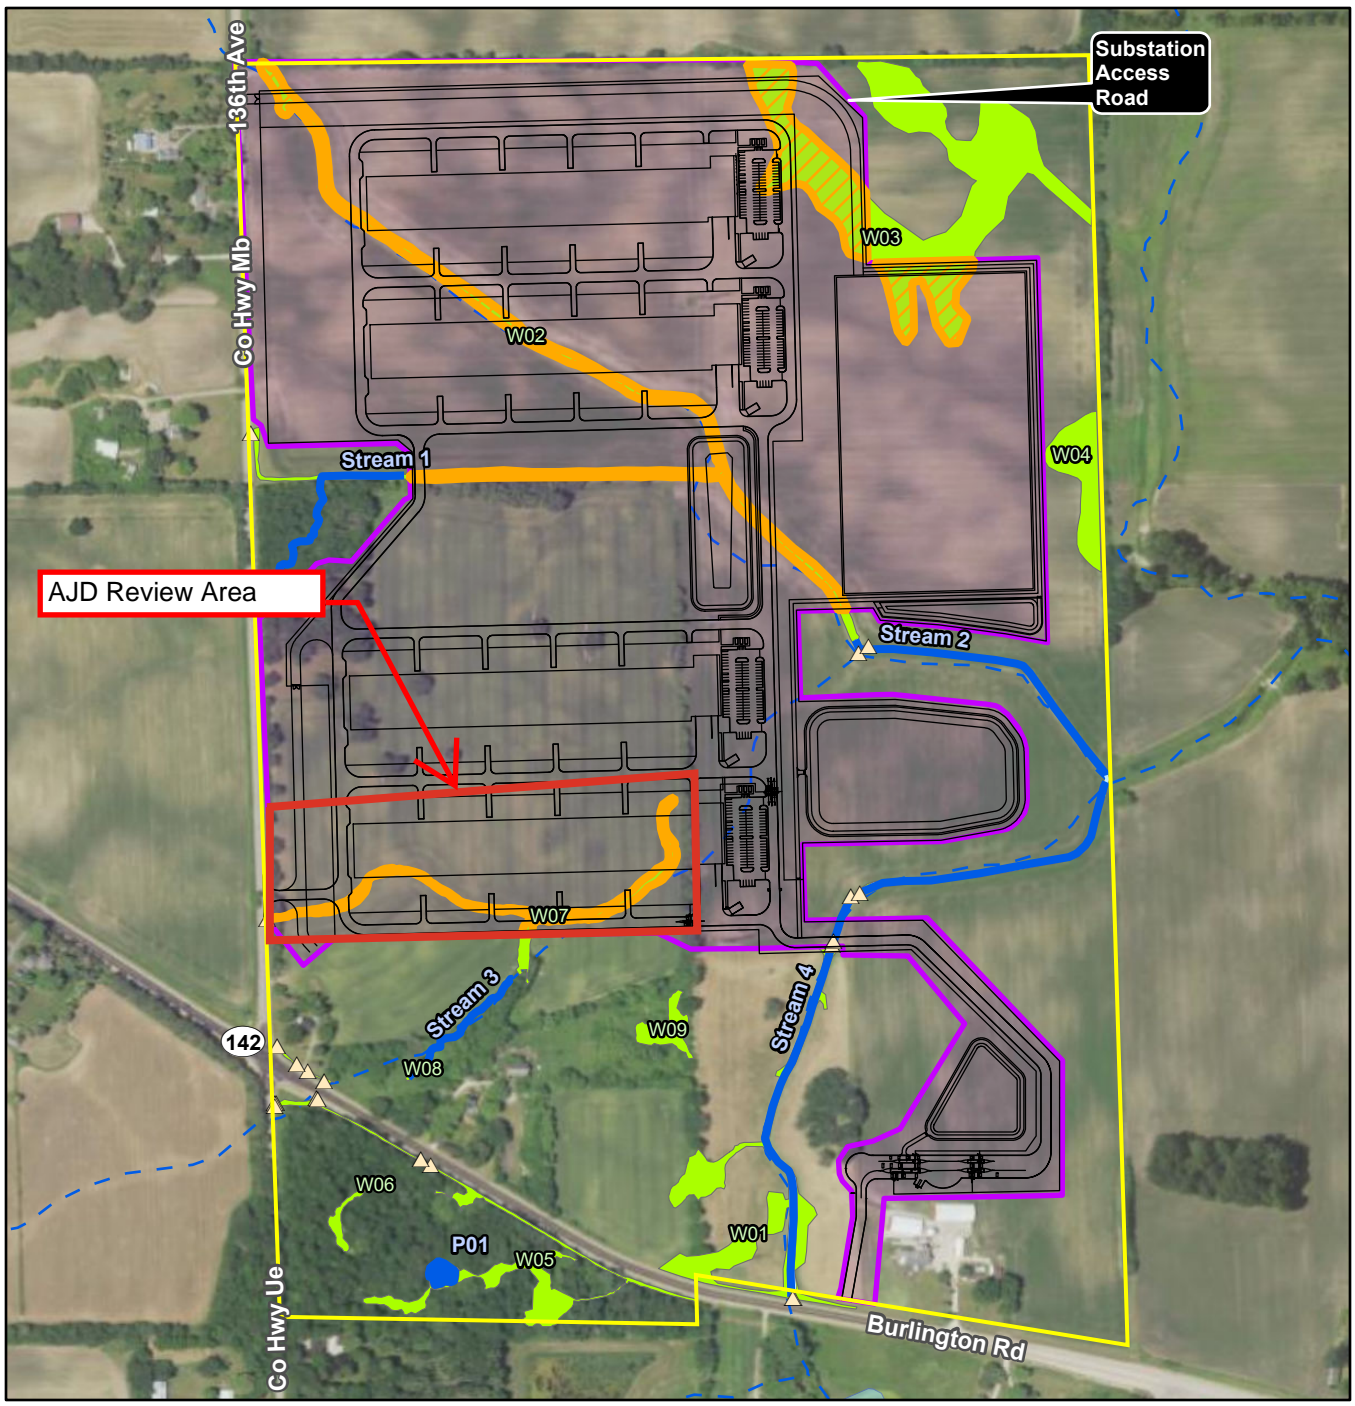 Substation
Access
Road
136th Ave
W03
Co Hwy Mb
W02
Stream 1
W04
AJD Review Area
Stream 2
W07
Stream 3
Stream 4
W09
142
W08
W06
W01
P01
W05
Co Hwy Ue
Burlington Rd